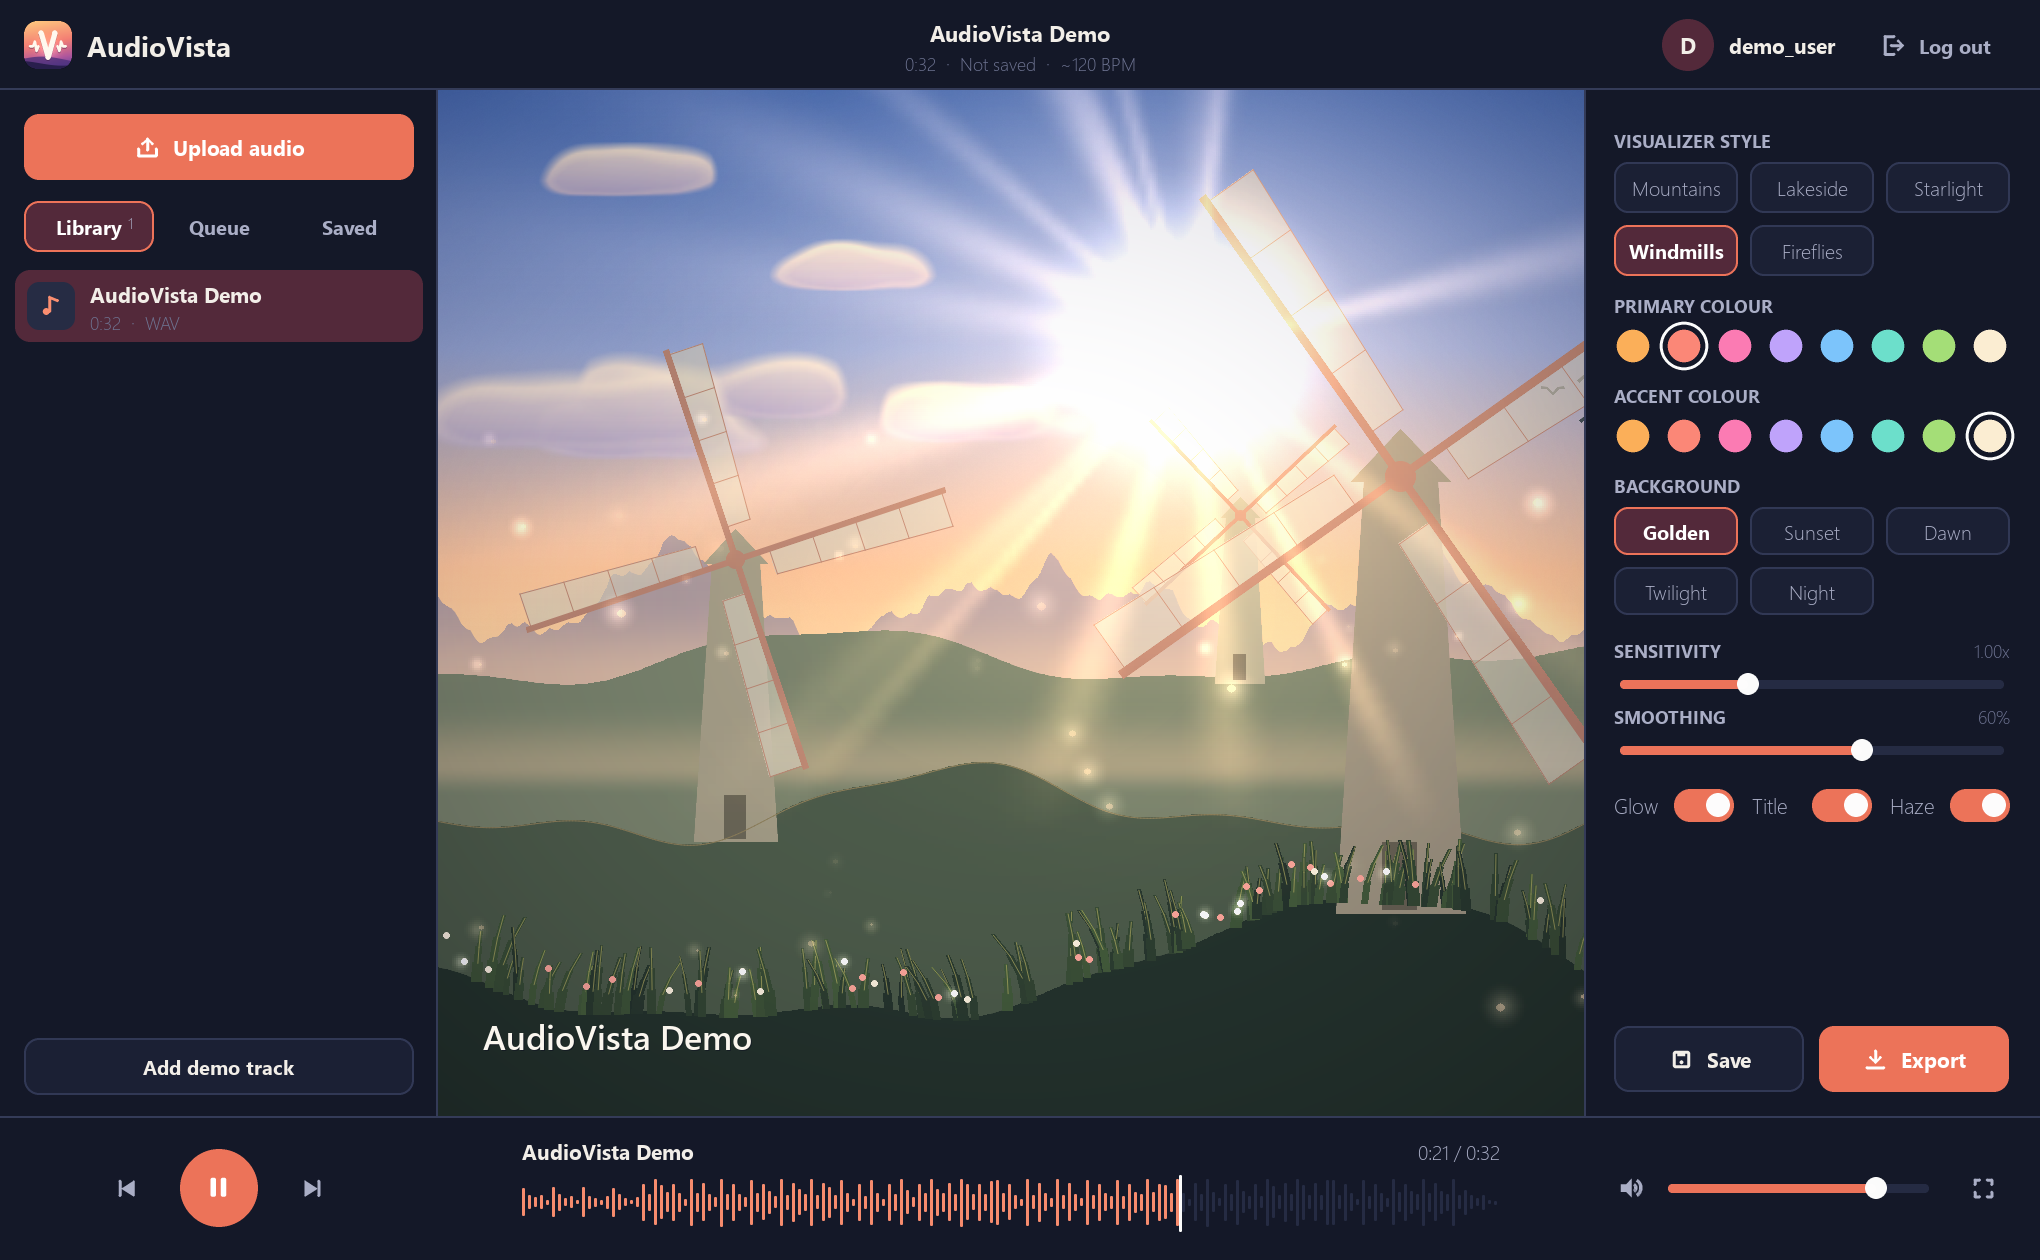 AudioVista
AudioVista Demo
0:32 · Not saved · ~120 BPM
D
demo_user
Log out
Upload audio
Library 1
Queue
Saved
AudioVista Demo
0:32 · WAV
Add demo track
AudioVista Demo
VISUALIZER STYLE
Mountains
Lakeside
Starlight
Windmills
Fireflies
PRIMARY COLOUR
ACCENT COLOUR
BACKGROUND
Golden
Sunset
Dawn
Twilight
Night
SENSITIVITY
1.00x
SMOOTHING
60%
Glow
Title
Haze
Save
Export
AudioVista Demo
0:21 / 0:32